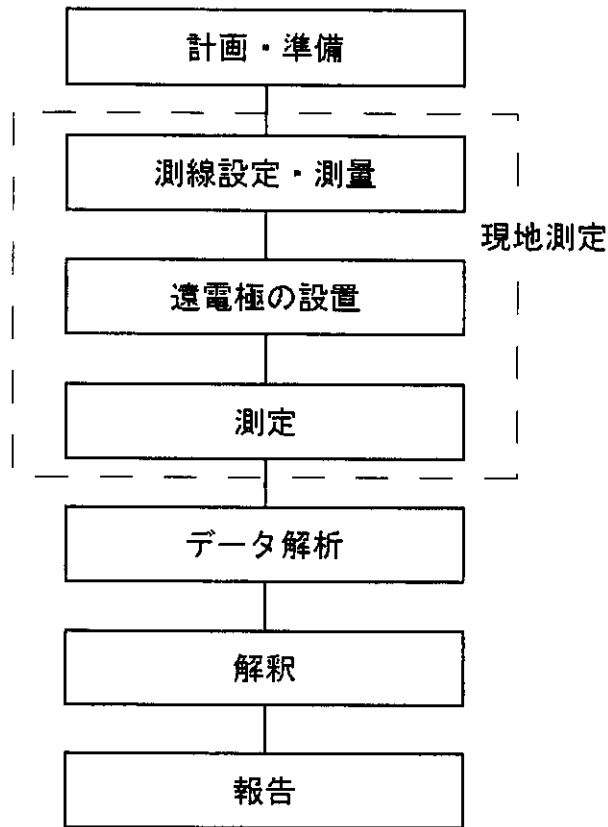 計画・準備
測線設定・測量
現地測定
遠電極の設置
測定
データ解析
解釈
報告